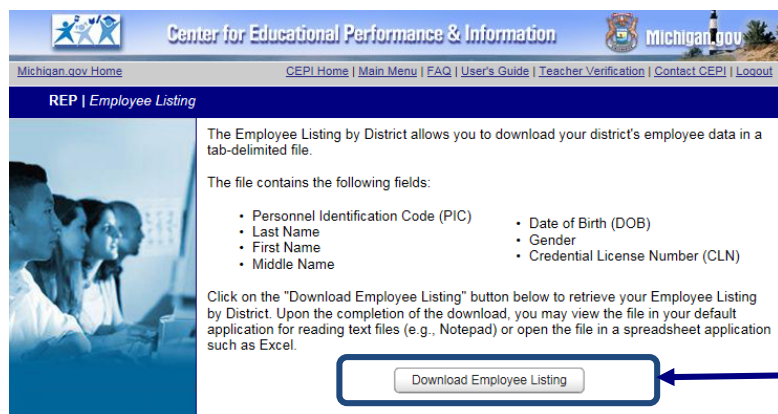 Center for Educational Performance & Information
Michigan.gov
Michigan.gov Home
CEPI Home | Main Menu | FAQ | User's Guide | Teacher Verification | Contact CEPI | Logout
REP | Employee Listing
The Employee Listing by District allows you to download your district's employee data in a
tab-delimited file.
The file contains the following fields:
• Personnel Identification Code (PIC)
• Last Name
• First Name
• Middle Name
• Date of Birth (DOB)
• Gender
• Credential License Number (CLN)
Click on the "Download Employee Listing" button below to retrieve your Employee Listing
by District. Upon the completion of the download, you may view the file in your default
application for reading text files (e.g., Notepad) or open the file in a spreadsheet application
such as Excel.
Download Employee Listing